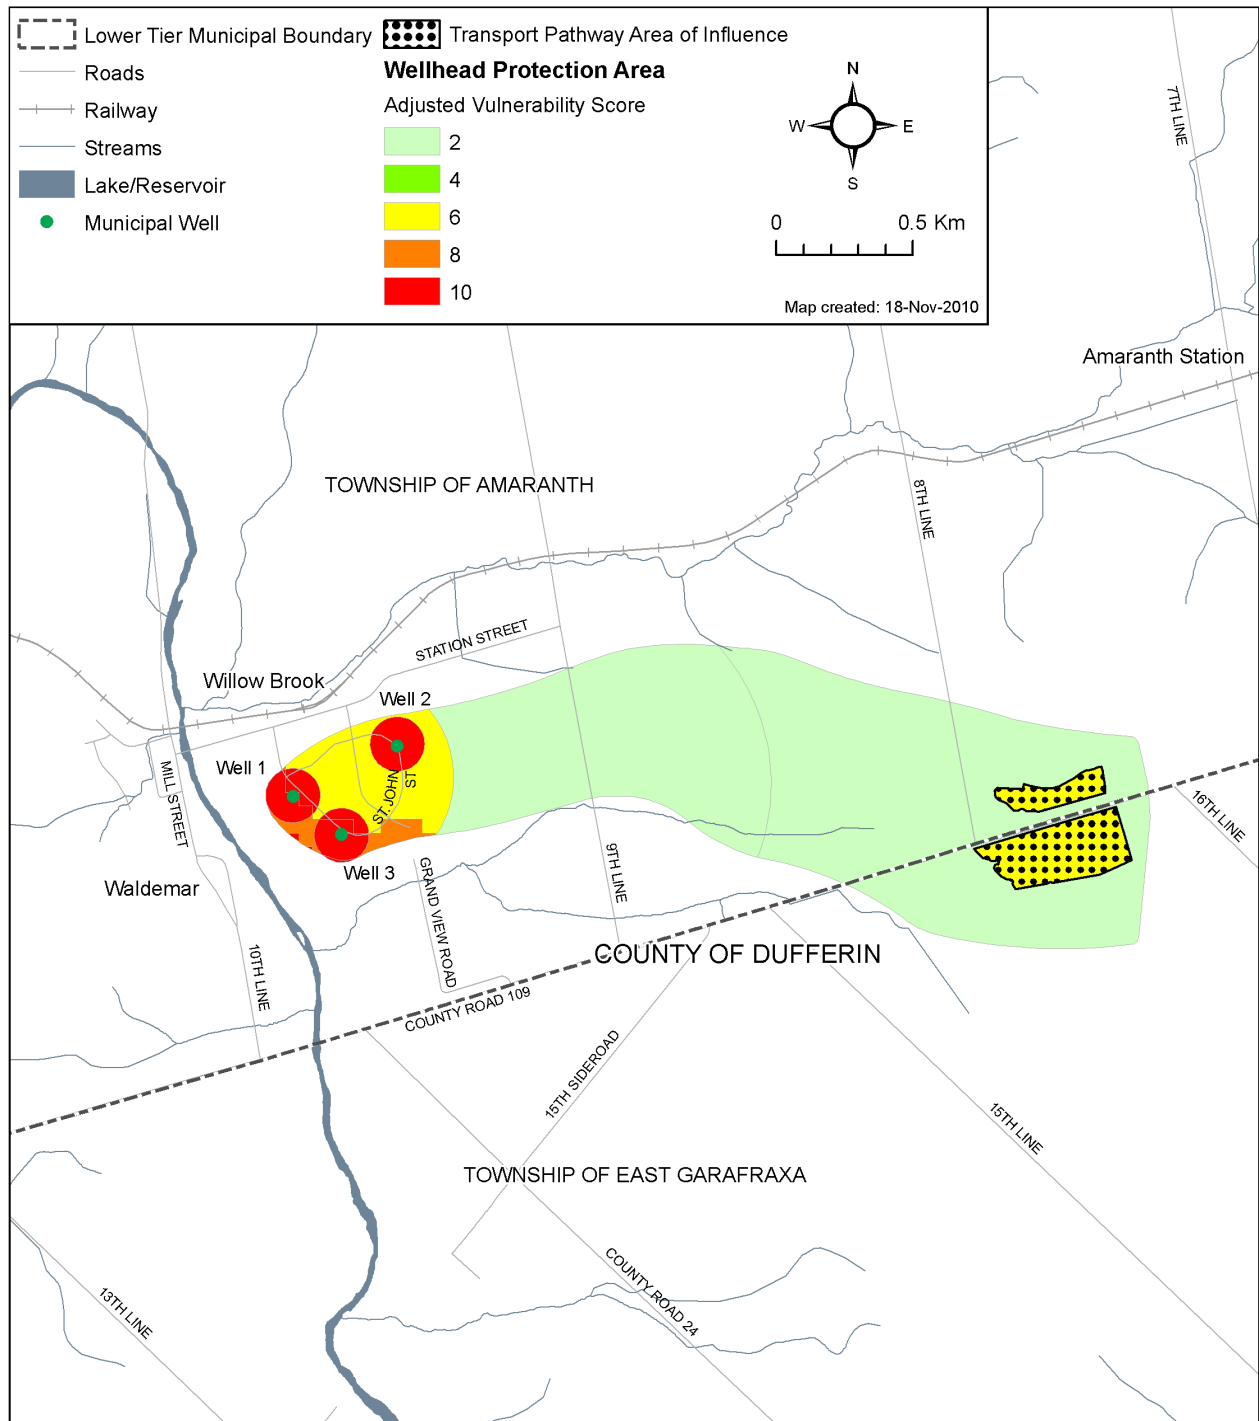 Lower Tier Municipal Boundary
Roads
Railway
Streams
Lake/Reservoir
Municipal Well
Transport Pathway Area of Influence
Wellhead Protection Area
Adjusted Vulnerability Score
2
4
6
8
10
N
W E
S
0 0.5 Km
Map created: 18-Nov-2010
7TH LINE
Amaranth Station
TOWNSHIP OF AMARANTH
8TH LINE
STATION STREET
Willow Brook
Well 2
Well 1
ST. JOHN
ST
MILL STREET
16TH LINE
Well 3
9TH LINE
Waldemar
GRAND VIEW ROAD
10TH LINE
COUNTY OF DUFFERIN
COUNTY ROAD 109
15TH SIDEROAD
15TH LINE
TOWNSHIP OF EAST GARAFRAXA
COUNTY ROAD 24
13TH LINE